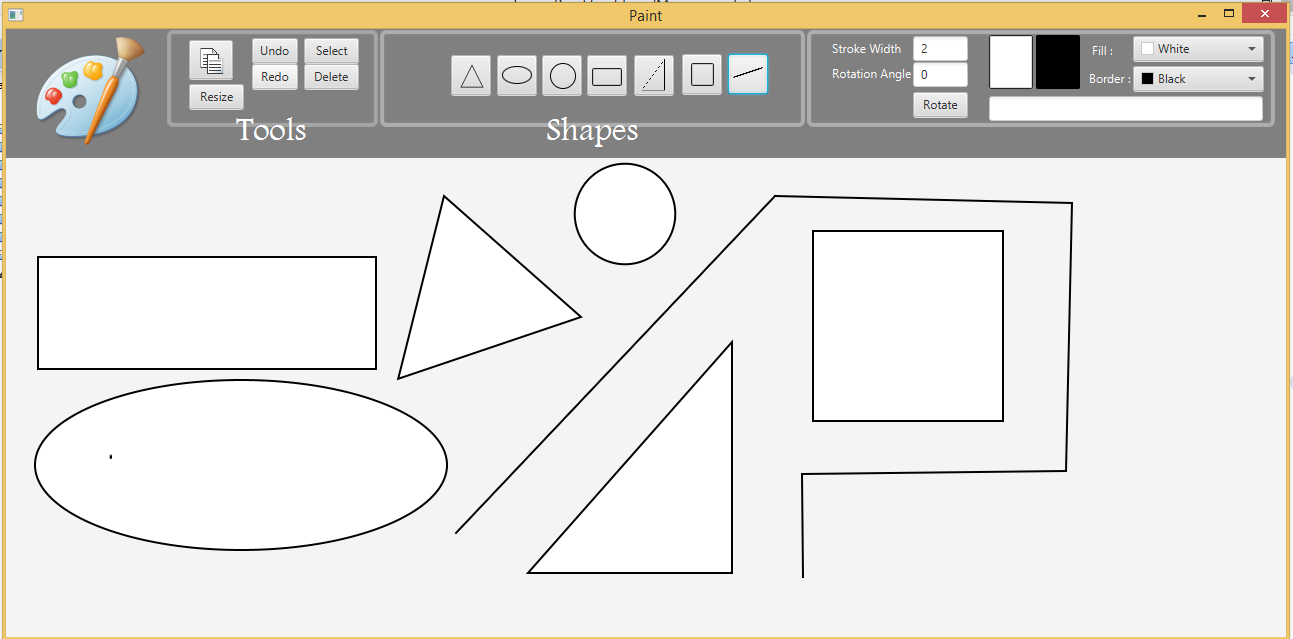 Paint
Undo
Select
Redo
Delete
Resize
Tools
Shapes
Stroke Width
2
Rotation Angle
0
Rotate
Fill :
White
Border :
Black